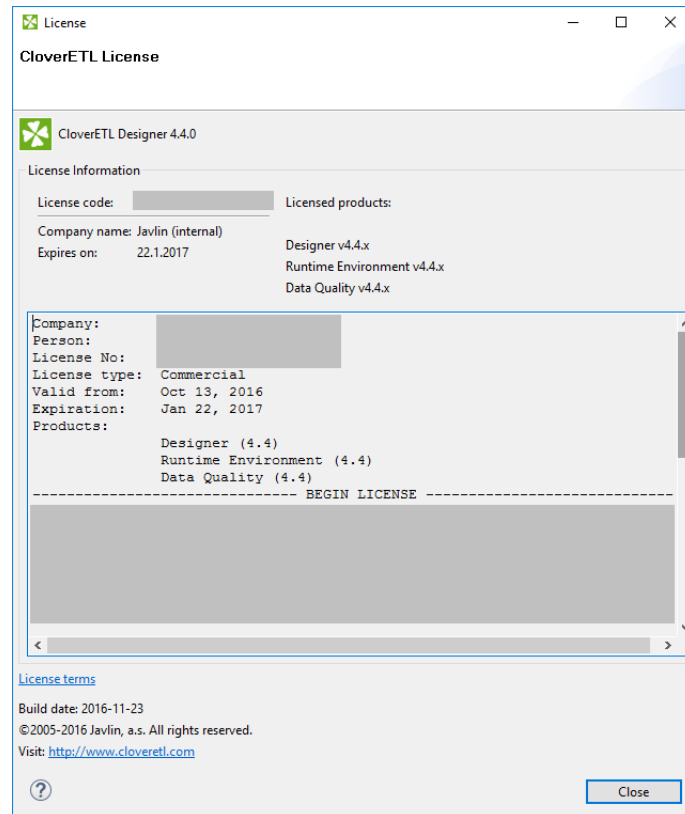 License
CloverETL License
CloverETL Designer 4.4.0
License Information
License code:
Licensed products:
Company name: Javlin (internal)
Expires on: 22.1.2017
Designer v4.4.x
Runtime Environment v4.4.x
Data Quality v4.4.x
Company:
Person:
License No:
License type: Commercial
Valid from: Oct 13, 2016
Expiration: Jan 22, 2017
Products:
Designer (4.4)
Runtime Environment (4.4)
Data Quality (4.4)
------------------------------- BEGIN LICENSE -----------------------------
License terms
Build date: 2016-11-23
©2005-2016 Javlin, a.s. All rights reserved.
Visit: http://www.cloveretl.com
?
Close